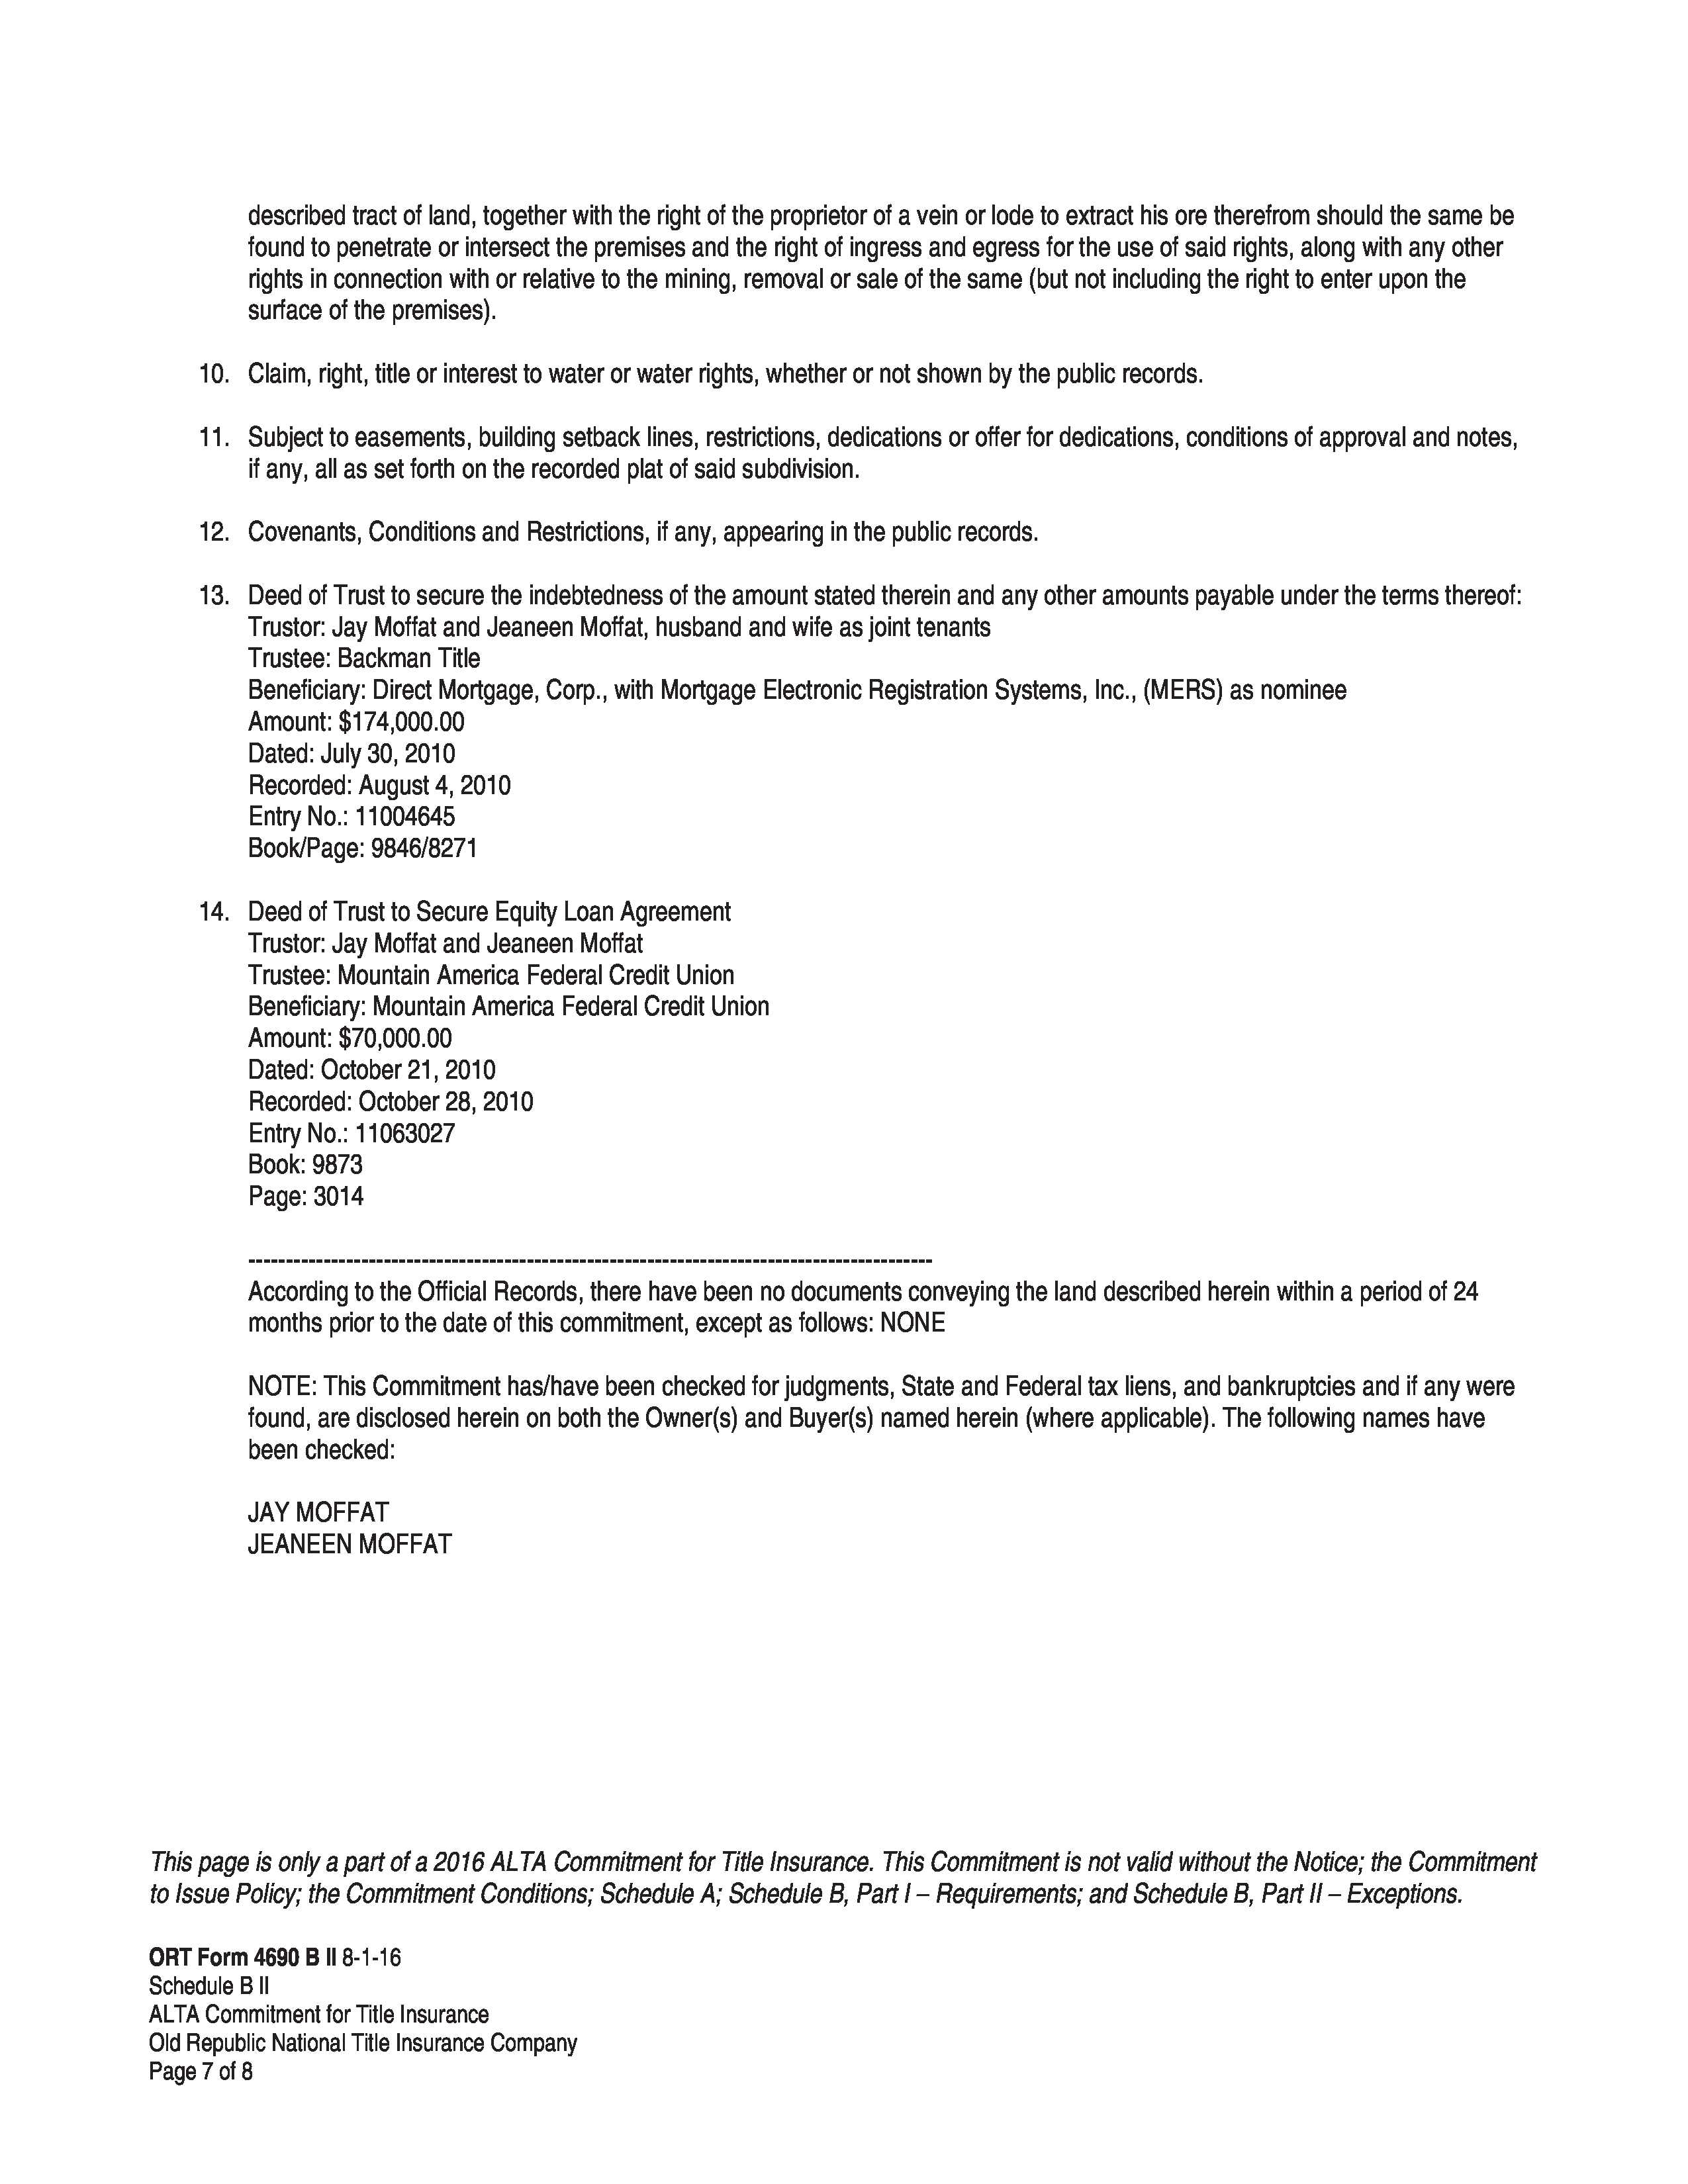 described tract of land, together with the right of the proprietor of a vein or lode to extract his ore therefrom should the same be
found to penetrate or intersect the premises and the right of ingress and egress for the use of said rights, along with any other
rights in connection with or relative to the mining, removal or sale of the same (but not including the right to enter upon the
surface of the premises).
10. Claim, right, title or interest to water or water rights, whether or not shown by the public records.
11. Subject to easements, building setback lines, restrictions, dedications or offer for dedications, conditions of approval and notes,
if any, all as set forth on the recorded plat of said subdivision.
12. Covenants, Conditions and Restrictions, if any, appearing in the public records.
13. Deed of Trust to secure the indebtedness of the amount stated therein and any other amounts payable under the terms thereof:
Trustor: Jay Moffat and Jeaneen Moffat, husband and wife as joint tenants
Trustee: Backman Title
Beneficiary: Direct Mortgage, Corp., with Mortgage Electronic Registration Systems, Inc., (MERS) as nominee
Amount: $174,000.00
Dated: July 30, 2010
Recorded: August 4, 2010
Entry No.: 11004645
Book/Page: 9846/8271
14. Deed of Trust to Secure Equity Loan Agreement
Trustor: Jay Moffat and Jeaneen Moffat
Trustee: Mountain America Federal Credit Union
Beneficiary: Mountain America Federal Credit Union
Amount: $70,000.00
Dated: October 21, 2010
Recorded: October 28, 2010
Entry No.: 11063027
Book: 9873
Page: 3014
-------------------------------------------------------------------------------------------
According to the Official Records, there have been no documents conveying the land described herein within a period of 24
months prior to the date of this commitment, except as follows: NONE
NOTE: This Commitment has/have been checked for judgments, State and Federal tax liens, and bankruptcies and if any were
found, are disclosed herein on both the Owner(s) and Buyer(s) named herein (where applicable). The following names have
been checked:
JAY MOFFAT
JEANEEN MOFFAT
This page is only a part of a 2016 ALTA Commitment for Title Insurance. This Commitment is not valid without the Notice; the Commitment
to Issue Policy; the Commitment Conditions; Schedule A; Schedule B, Part I – Requirements; and Schedule B, Part II – Exceptions.
ORT Form 4690 B II 8-1-16
Schedule B II
ALTA Commitment for Title Insurance
Old Republic National Title Insurance Company
Page 7 of 8